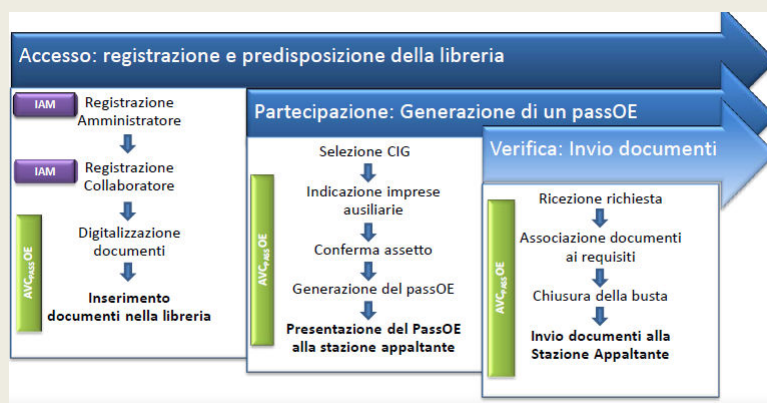 Accesso: registrazione e predisposizione della libreria
IAM
Registrazione
Amministratore
IAM
Registrazione
Collaboratore
AVCPASSOE
Digitalizzazione
documenti
Inserimento
documenti nella libreria
Partecipazione: Generazione di un passOE
AVCPASSOE
Selezione CIG
Indicazione imprese
ausiliarie
Conferma assetto
Generazione del passOE
Presentazione del PassOE
alla stazione appaltante
Verifica: Invio documenti
AVCPASSOE
Ricezione richiesta
Associazione documenti
ai requisiti
Chiusura della busta
Invio documenti alla
Stazione Appaltante